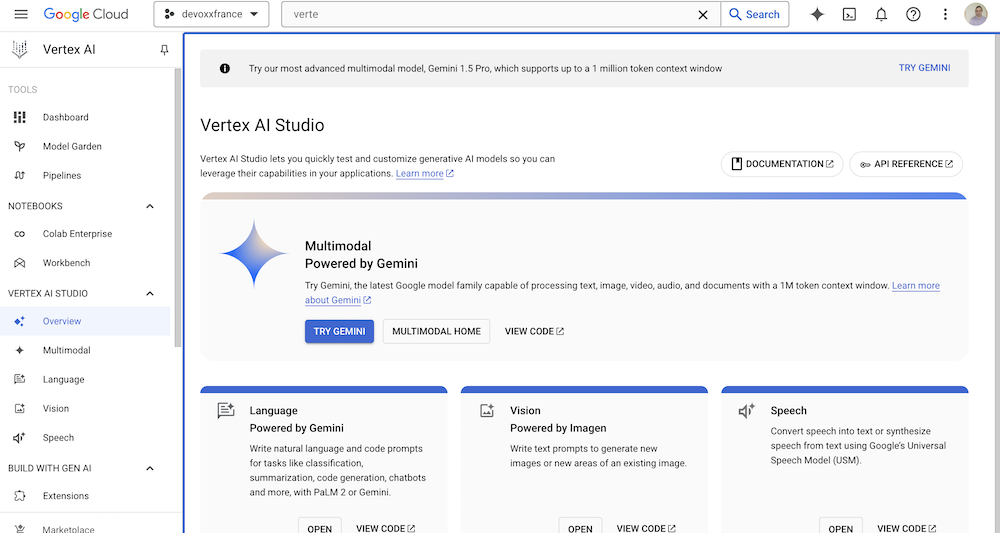 Google Cloud
devoxxfrance
verte
Search
Vertex AI
TOOLS
Dashboard
Model Garden
Pipelines
NOTEBOOKS
Colab Enterprise
Workbench
VERTEX AI STUDIO
Overview
Multimodal
Language
Vision
Speech
BUILD WITH GEN AI
Extensions
Marketplace
Try our most advanced multimodal model, Gemini 1.5 Pro, which supports up to a 1 million token context window
TRY GEMINI
Vertex AI Studio
Vertex AI Studio lets you quickly test and customize generative AI models so you can
leverage their capabilities in your applications. Learn more
DOCUMENTATION
API REFERENCE
Multimodal
Powered by Gemini
Try Gemini, the latest Google model family capable of processing text, image, video, audio, and documents with a 1M token context window. Learn more
about Gemini
TRY GEMINI
MULTIMODAL HOME
VIEW CODE
Language
Powered by Gemini
Write natural language and code prompts
for tasks like classification,
summarization, code generation, chatbots
and more, with PaLM 2 or Gemini.
OPEN
VIEW CODE
Vision
Powered by Imagen
Write text prompts to generate new
images or new areas of an existing image.
OPEN
VIEW CODE
Speech
Convert speech into text or synthesize
speech from text using Google's Universal
Speech Model (USM).
OPEN
VIEW CODE